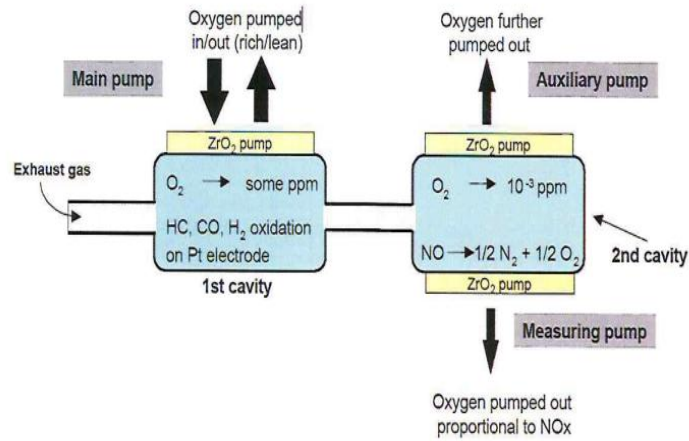 Oxygen pumped
in/out (rich/lean)
Main pump
ZrO2 pump
Exhaust gas
O2 → some ppm
HC, CO, H2 oxidation
on Pt electrode
1st cavity
Oxygen further
pumped out
Auxiliary pump
ZrO2 pump
O2 → 10-3 ppm
NO → 1/2 N2 + 1/2 O2
2nd cavity
ZrO2 pump
Measuring pump
Oxygen pumped out
proportional to NOx